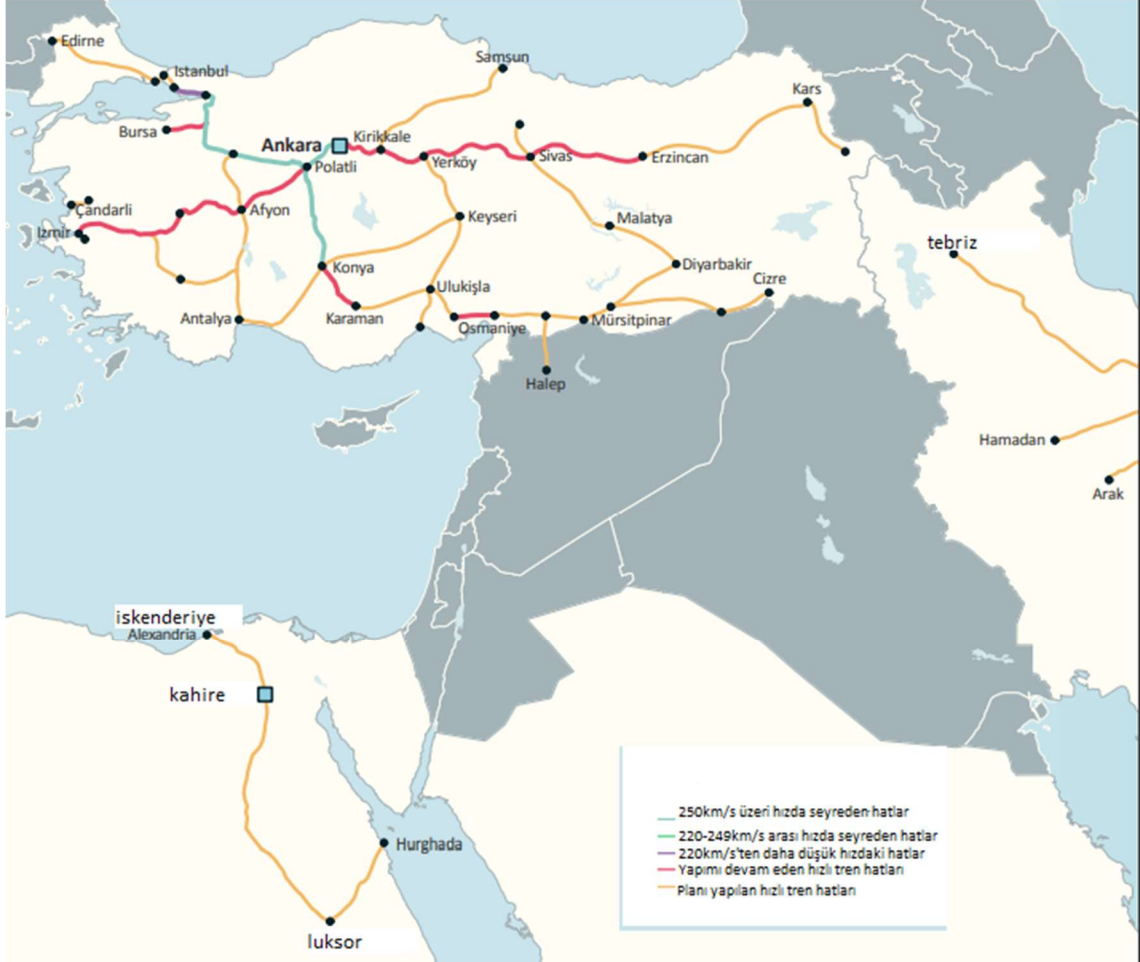 Edirne
Istanbul
Samsun
Kars
Bursa
Ankara
Kirikkale
Polatli
Yerköy
Sivas
Erzincan
Çandarli
Afyon
Keyseri
Malatya
Izmir
tebriz
Konya
Diyarbakir
Cizre
Ulukişla
Antalya
Karaman
Osmaniye
Mürsitpinar
Halep
Hamadan
Arak
iskenderiye
Alexandria
kahire
250km/s üzeri hızda seyreden hatlar
220-249km/s arası hızda seyreden hatlar
220km/s'ten daha düşük hızdaki hatlar
Yapımı devam eden hızlı tren hatları
Planı yapılan hızlı tren hatları
Hurghada
luksor